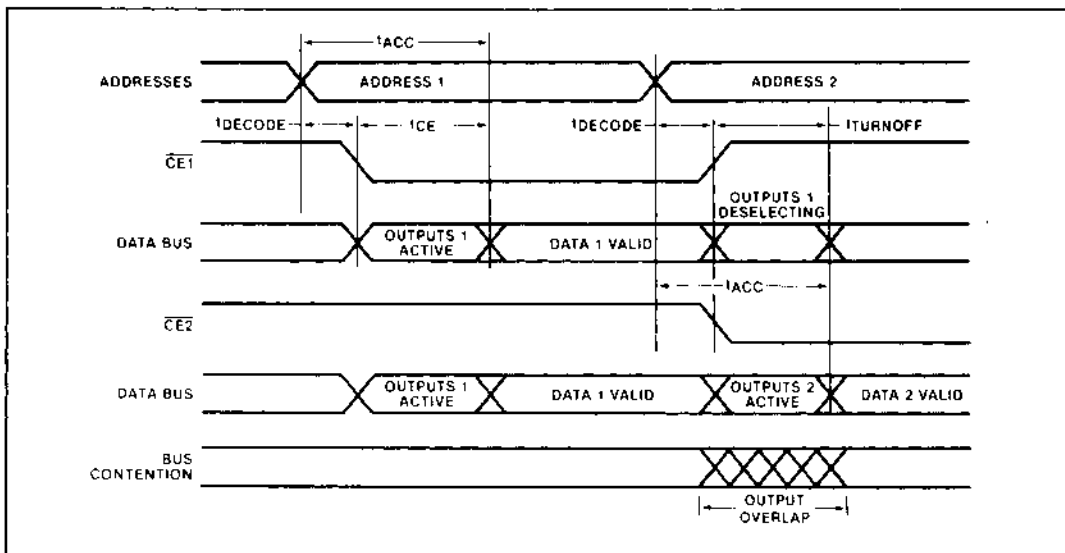 tACC
ADDRESSES
ADDRESS 1
ADDRESS 2
tDECODE
tCE
tDECODE
tTURNOFF
CE1
OUTPUTS 1
DESELECTING
DATA BUS
OUTPUTS 1
ACTIVE
DATA 1 VALID
tACC
CE2
DATA BUS
OUTPUTS 1
ACTIVE
DATA 1 VALID
OUTPUTS 2
ACTIVE
DATA 2 VALID
BUS
CONTENTION
OUTPUT
OVERLAP